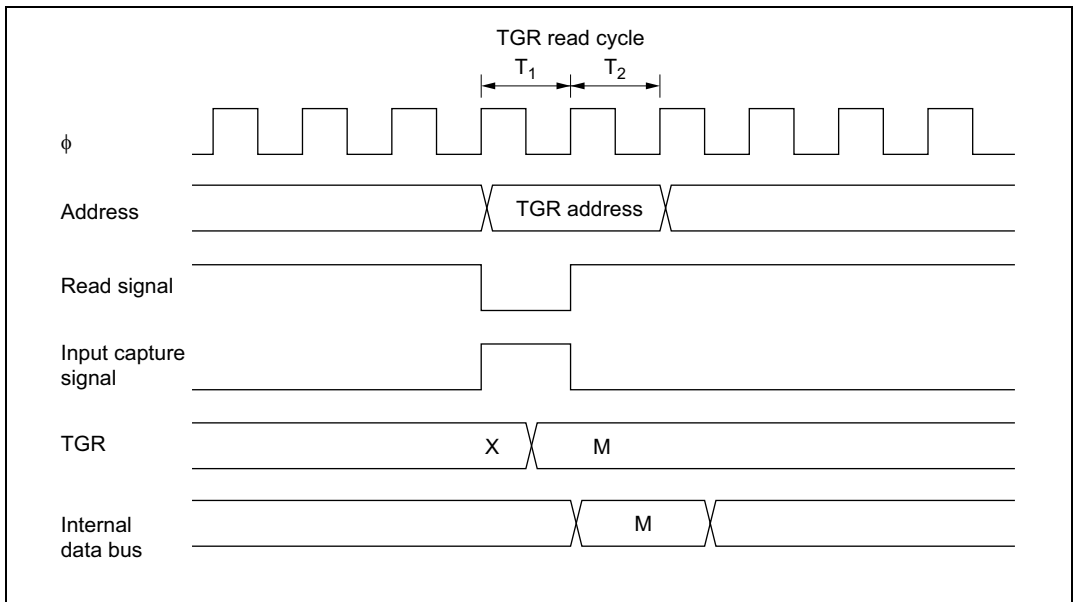 TGR read cycle
T1 T2
ϕ
Address
TGR address
Read signal
Input capture
signal
TGR
X M
Internal
data bus
M